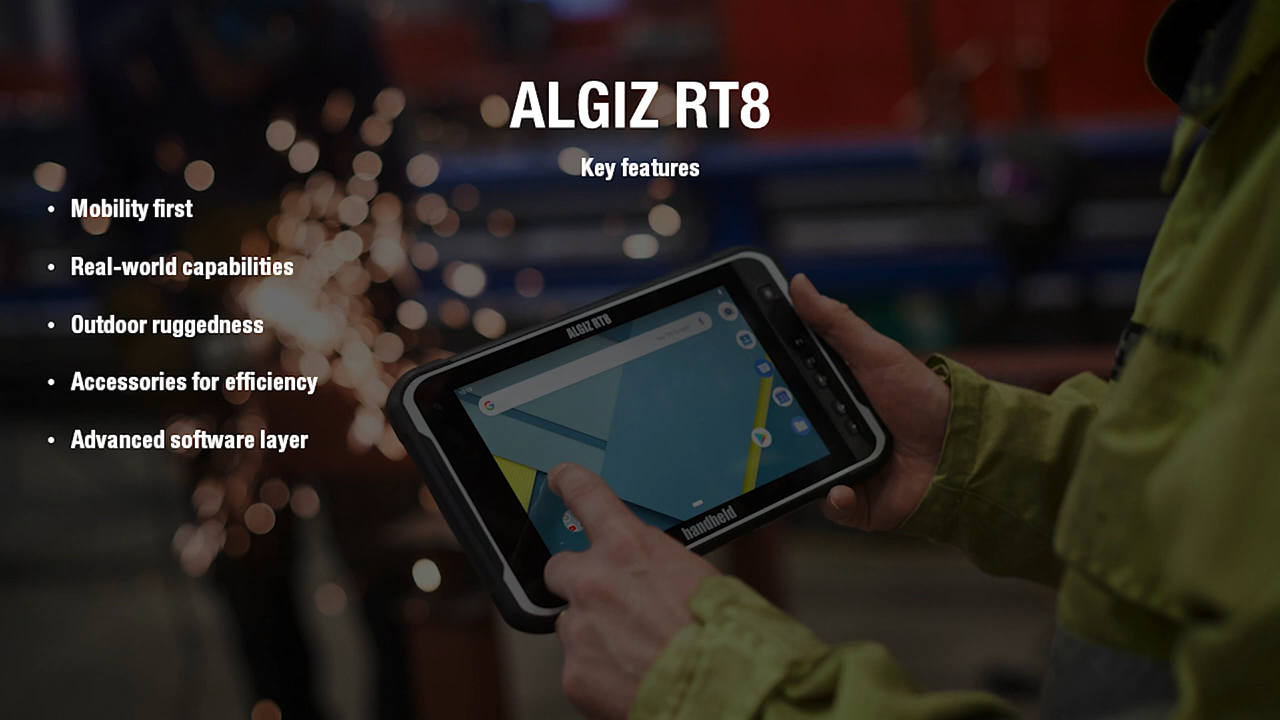 ALGIZ RT8
Key features
• Mobility first
• Real-world capabilities
• Outdoor ruggedness
• Accessories for efficiency
• Advanced software layer
ALGIZ RT8
handheld